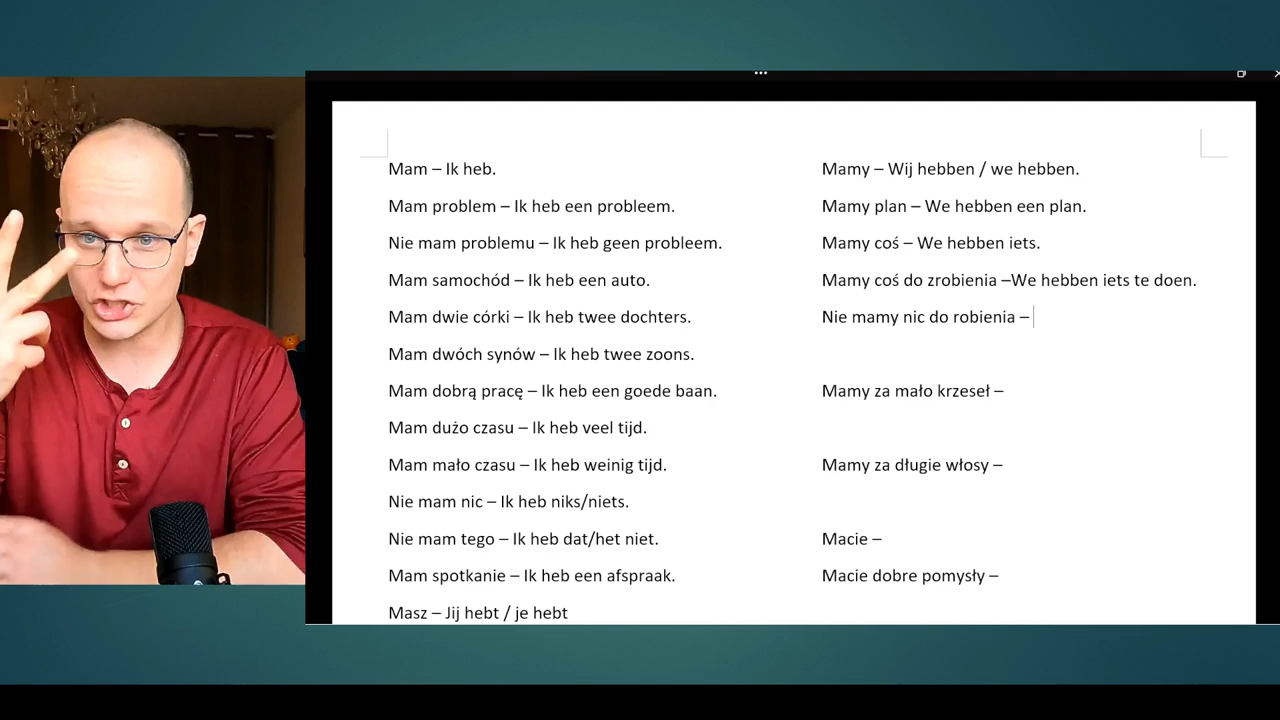 Mam – Ik heb.
Mam problem – Ik heb een probleem.
Nie mam problemu – Ik heb geen probleem.
Mam samochód – Ik heb een auto.
Mam dwie córki – Ik heb twee dochters.
Mam dwóch synów – Ik heb twee zoons.
Mam dobrą pracę – Ik heb een goede baan.
Mam dużo czasu – Ik heb veel tijd.
Mam mało czasu – Ik heb weinig tijd.
Nie mam nic – Ik heb niks/niets.
Nie mam tego – Ik heb dat/het niet.
Mam spotkanie – Ik heb een afspraak.
Masz – Jij hebt / je hebt
Mamy – Wij hebben / we hebben.
Mamy plan – We hebben een plan.
Mamy coś – We hebben iets.
Mamy coś do zrobienia –We hebben iets te doen.
Nie mamy nic do robienia –
Mamy za mało krzeseł –
Mamy za długie włosy –
Macie –
Macie dobre pomysły –